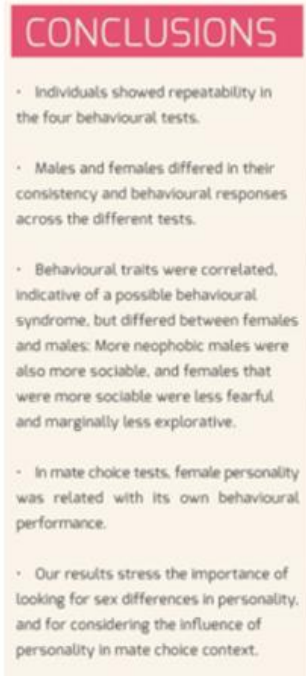 CONCLUSIONS
· Individuals showed repeatability in
the four behavioural tests.
· Males and females differed in their
consistency and behavioural responses
across the different tests.
· Behavioural traits were correlated,
indicative of a possible behavioural
syndrome, but differed between females
and males: More neophobic males were
also more sociable, and females that
were more sociable were less fearful
and marginally less explorative.
· In mate choice tests, female personality
was related with its own behavioural
performance.
· Our results stress the importance of
looking for sex differences in personality,
and for considering the influence of
personality in mate choice context.